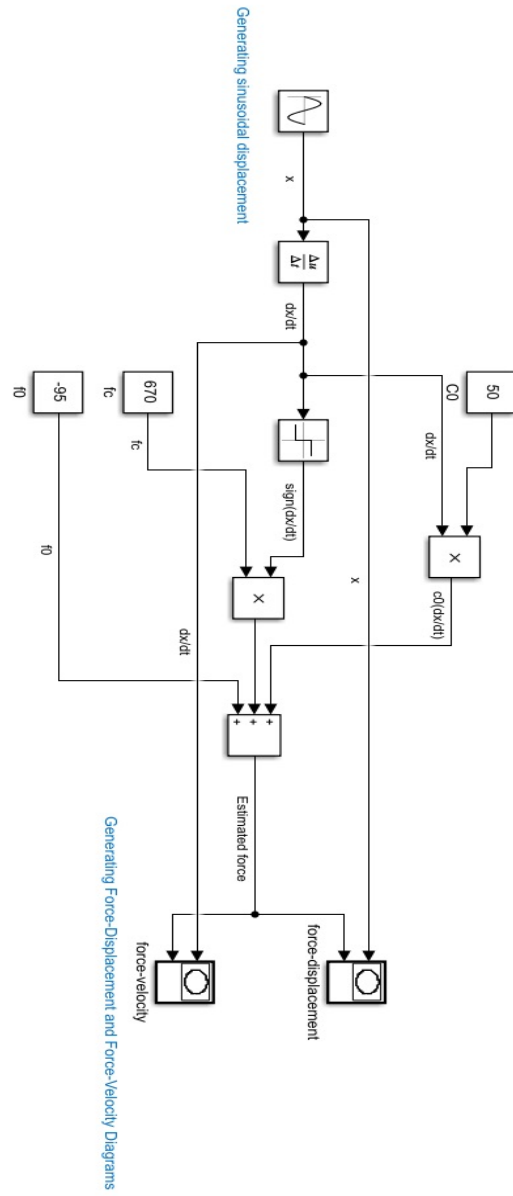 50
C0
dx/dt
X
c0(dx/dt)
x
Generating sinusoidal displacement
x
Δu
Δt
dx/dt
sign(dx/dt)
670
fc
fc
X
-95
f0
f0
dx/dt
+
+
+
Estimated force
force-displacement
force-velocity
Generating Force-Displacement and Force-Velocity Diagrams